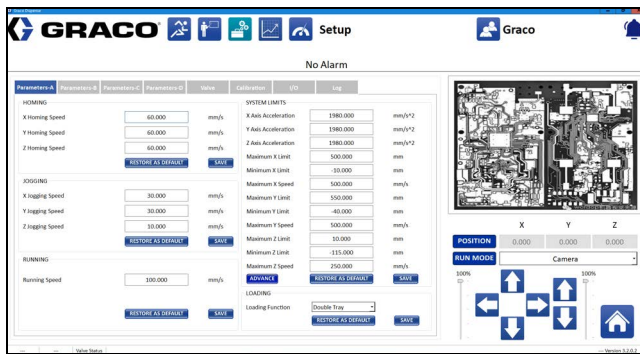 Graco Dispense
GRACO
Setup
Graco
No Alarm
Parameters-A Parameters-B Parameters-C Parameters-D Valve Calibration I/O Log
HOMING
X Homing Speed 60.000 mm/s
Y Homing Speed 60.000 mm/s
Z Homing Speed 60.000 mm/s
RESTORE AS DEFAULT SAVE
JOGGING
X Jogging Speed 30.000 mm/s
Y Jogging Speed 30.000 mm/s
Z Jogging Speed 10.000 mm/s
RESTORE AS DEFAULT SAVE
RUNNING
Running Speed 100.000 mm/s
RESTORE AS DEFAULT SAVE
SYSTEM LIMITS
X Axis Acceleration 1980.000 mm/s^2
Y Axis Acceleration 1980.000 mm/s^2
Z Axis Acceleration 1980.000 mm/s^2
Maximum X Limit 500.000 mm
Minimum X Limit -10.000 mm
Maximum X Speed 500.000 mm/s
Maximum Y Limit 550.000 mm
Minimum Y Limit -40.000 mm
Maximum Y Speed 500.000 mm/s
Maximum Z Limit 10.000 mm
Minimum Z Limit -115.000 mm
Maximum Z Speed 250.000 mm/s
ADVANCE RESTORE AS DEFAULT SAVE
LOADING
Loading Function Double Tray
RESTORE AS DEFAULT SAVE
X Y Z
POSITION 0.000 0.000 0.000
RUN MODE Camera
100% 100%
--- --- Valve Status --- Version 3.2.0.2